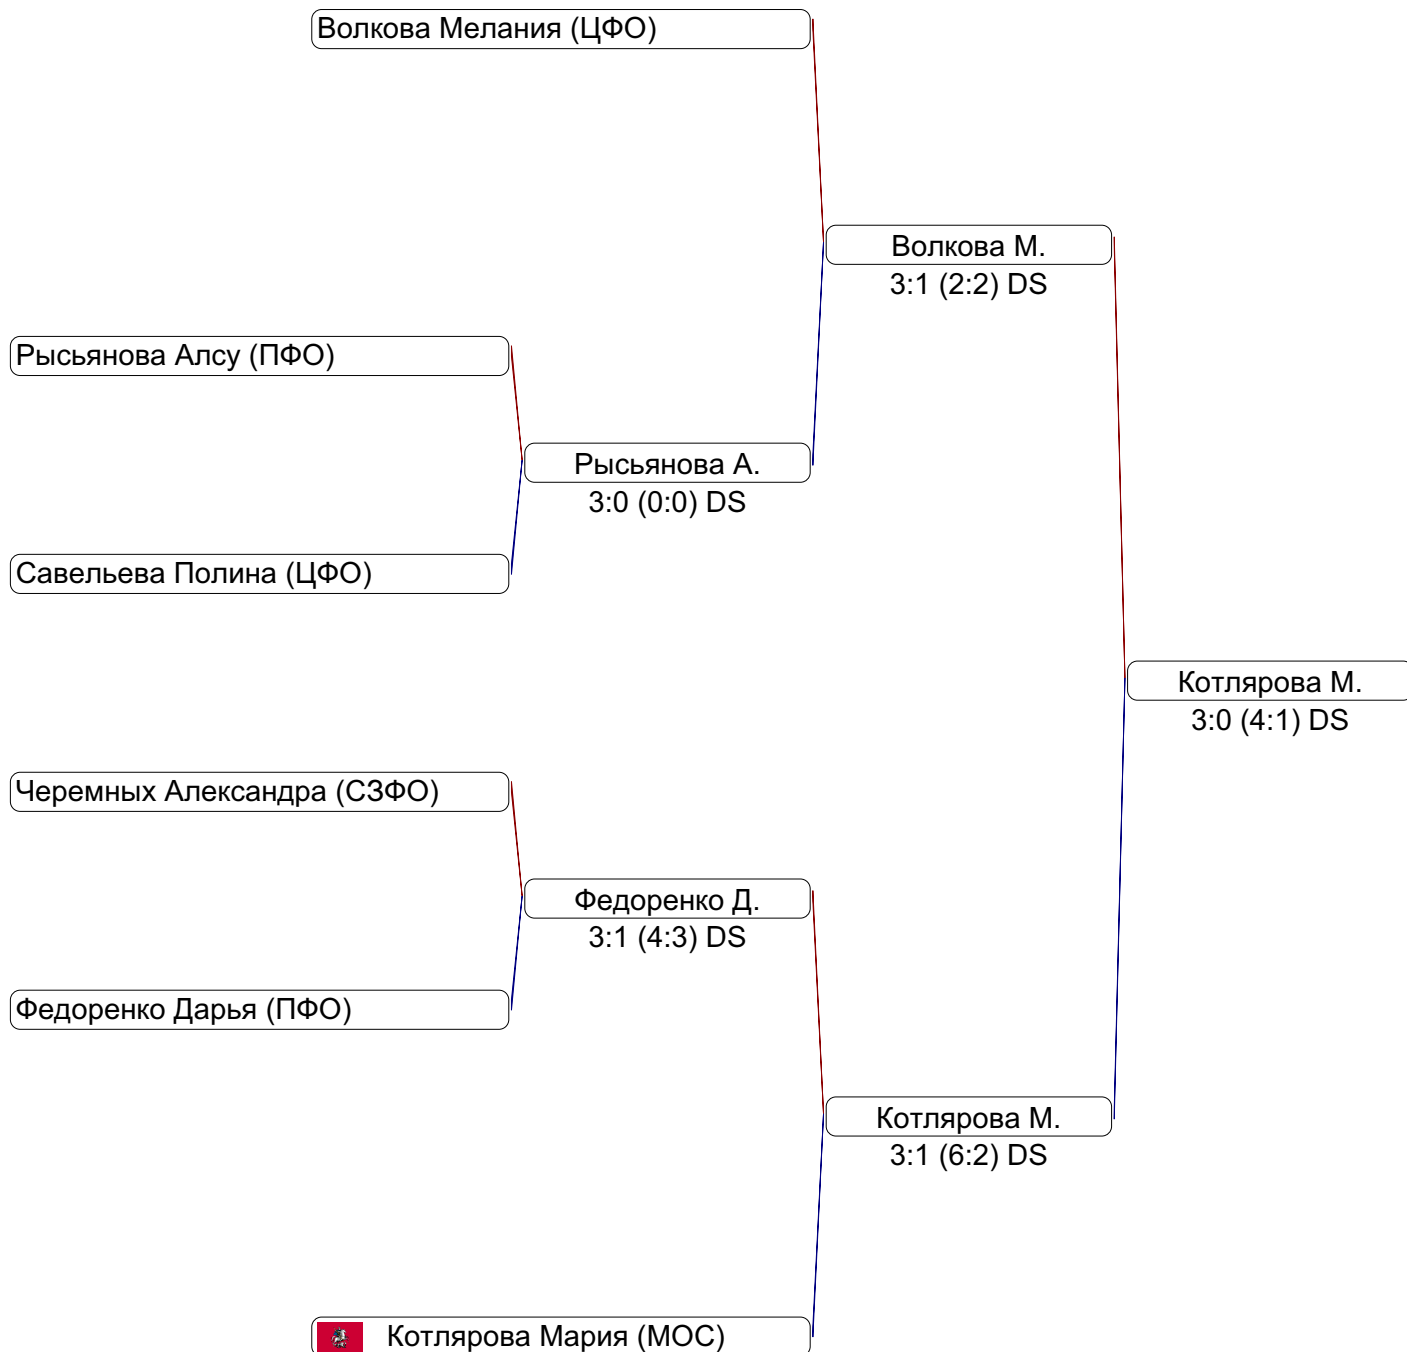 Волкова Мелания (ЦФО)
Волкова М.
3:1 (2:2) DS
Рысьянова Алсу (ПФО)
Рысьянова А.
3:0 (0:0) DS
Савельева Полина (ЦФО)
Котлярова М.
3:0 (4:1) DS
Черемных Александра (СЗФО)
Федоренко Д.
3:1 (4:3) DS
Федоренко Дарья (ПФО)
Котлярова М.
3:1 (6:2) DS
Котлярова Мария (МОС)